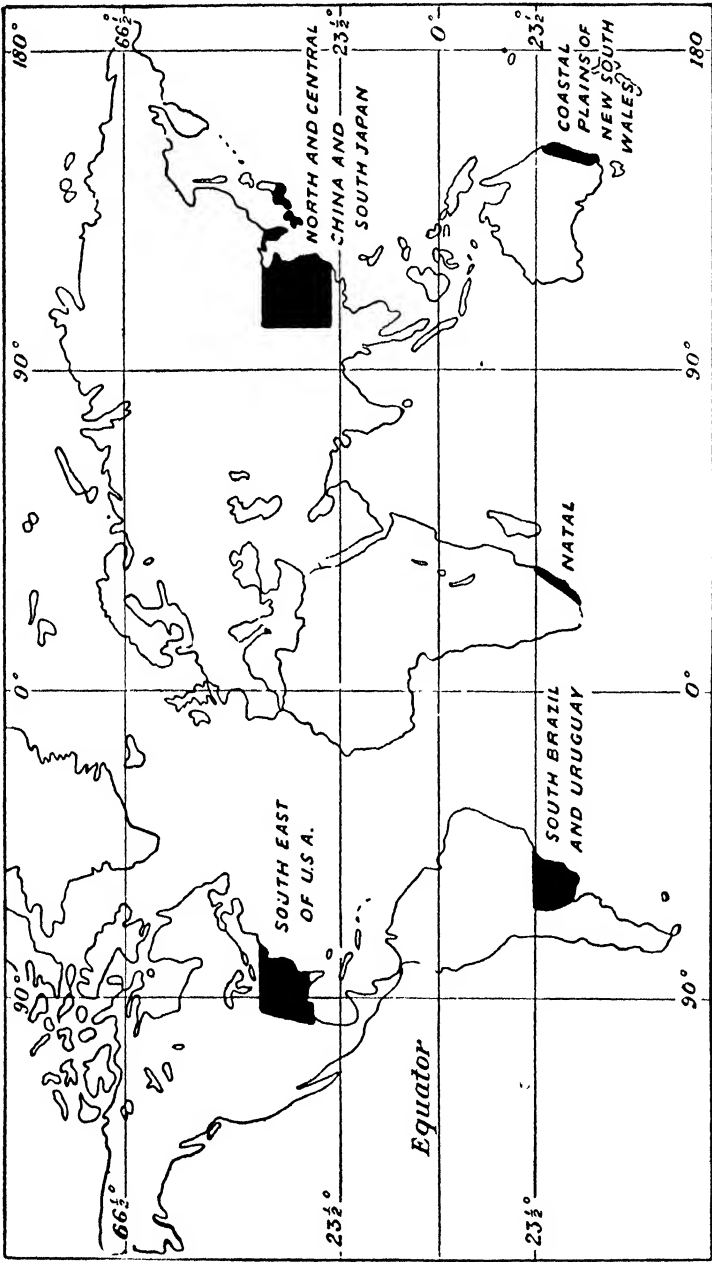 90° 0° 90° 180°
66½° 66½°
SOUTH EAST
OF U.S.A.
NORTH AND CENTRAL
CHINA AND
SOUTH JAPAN
23½° 23½°
Equator 0°
23½° 23½°
SOUTH BRAZIL
AND URUGUAY
NATAL
COASTAL
PLAINS OF
NEW SOUTH
WALES
90° 0° 90° 180